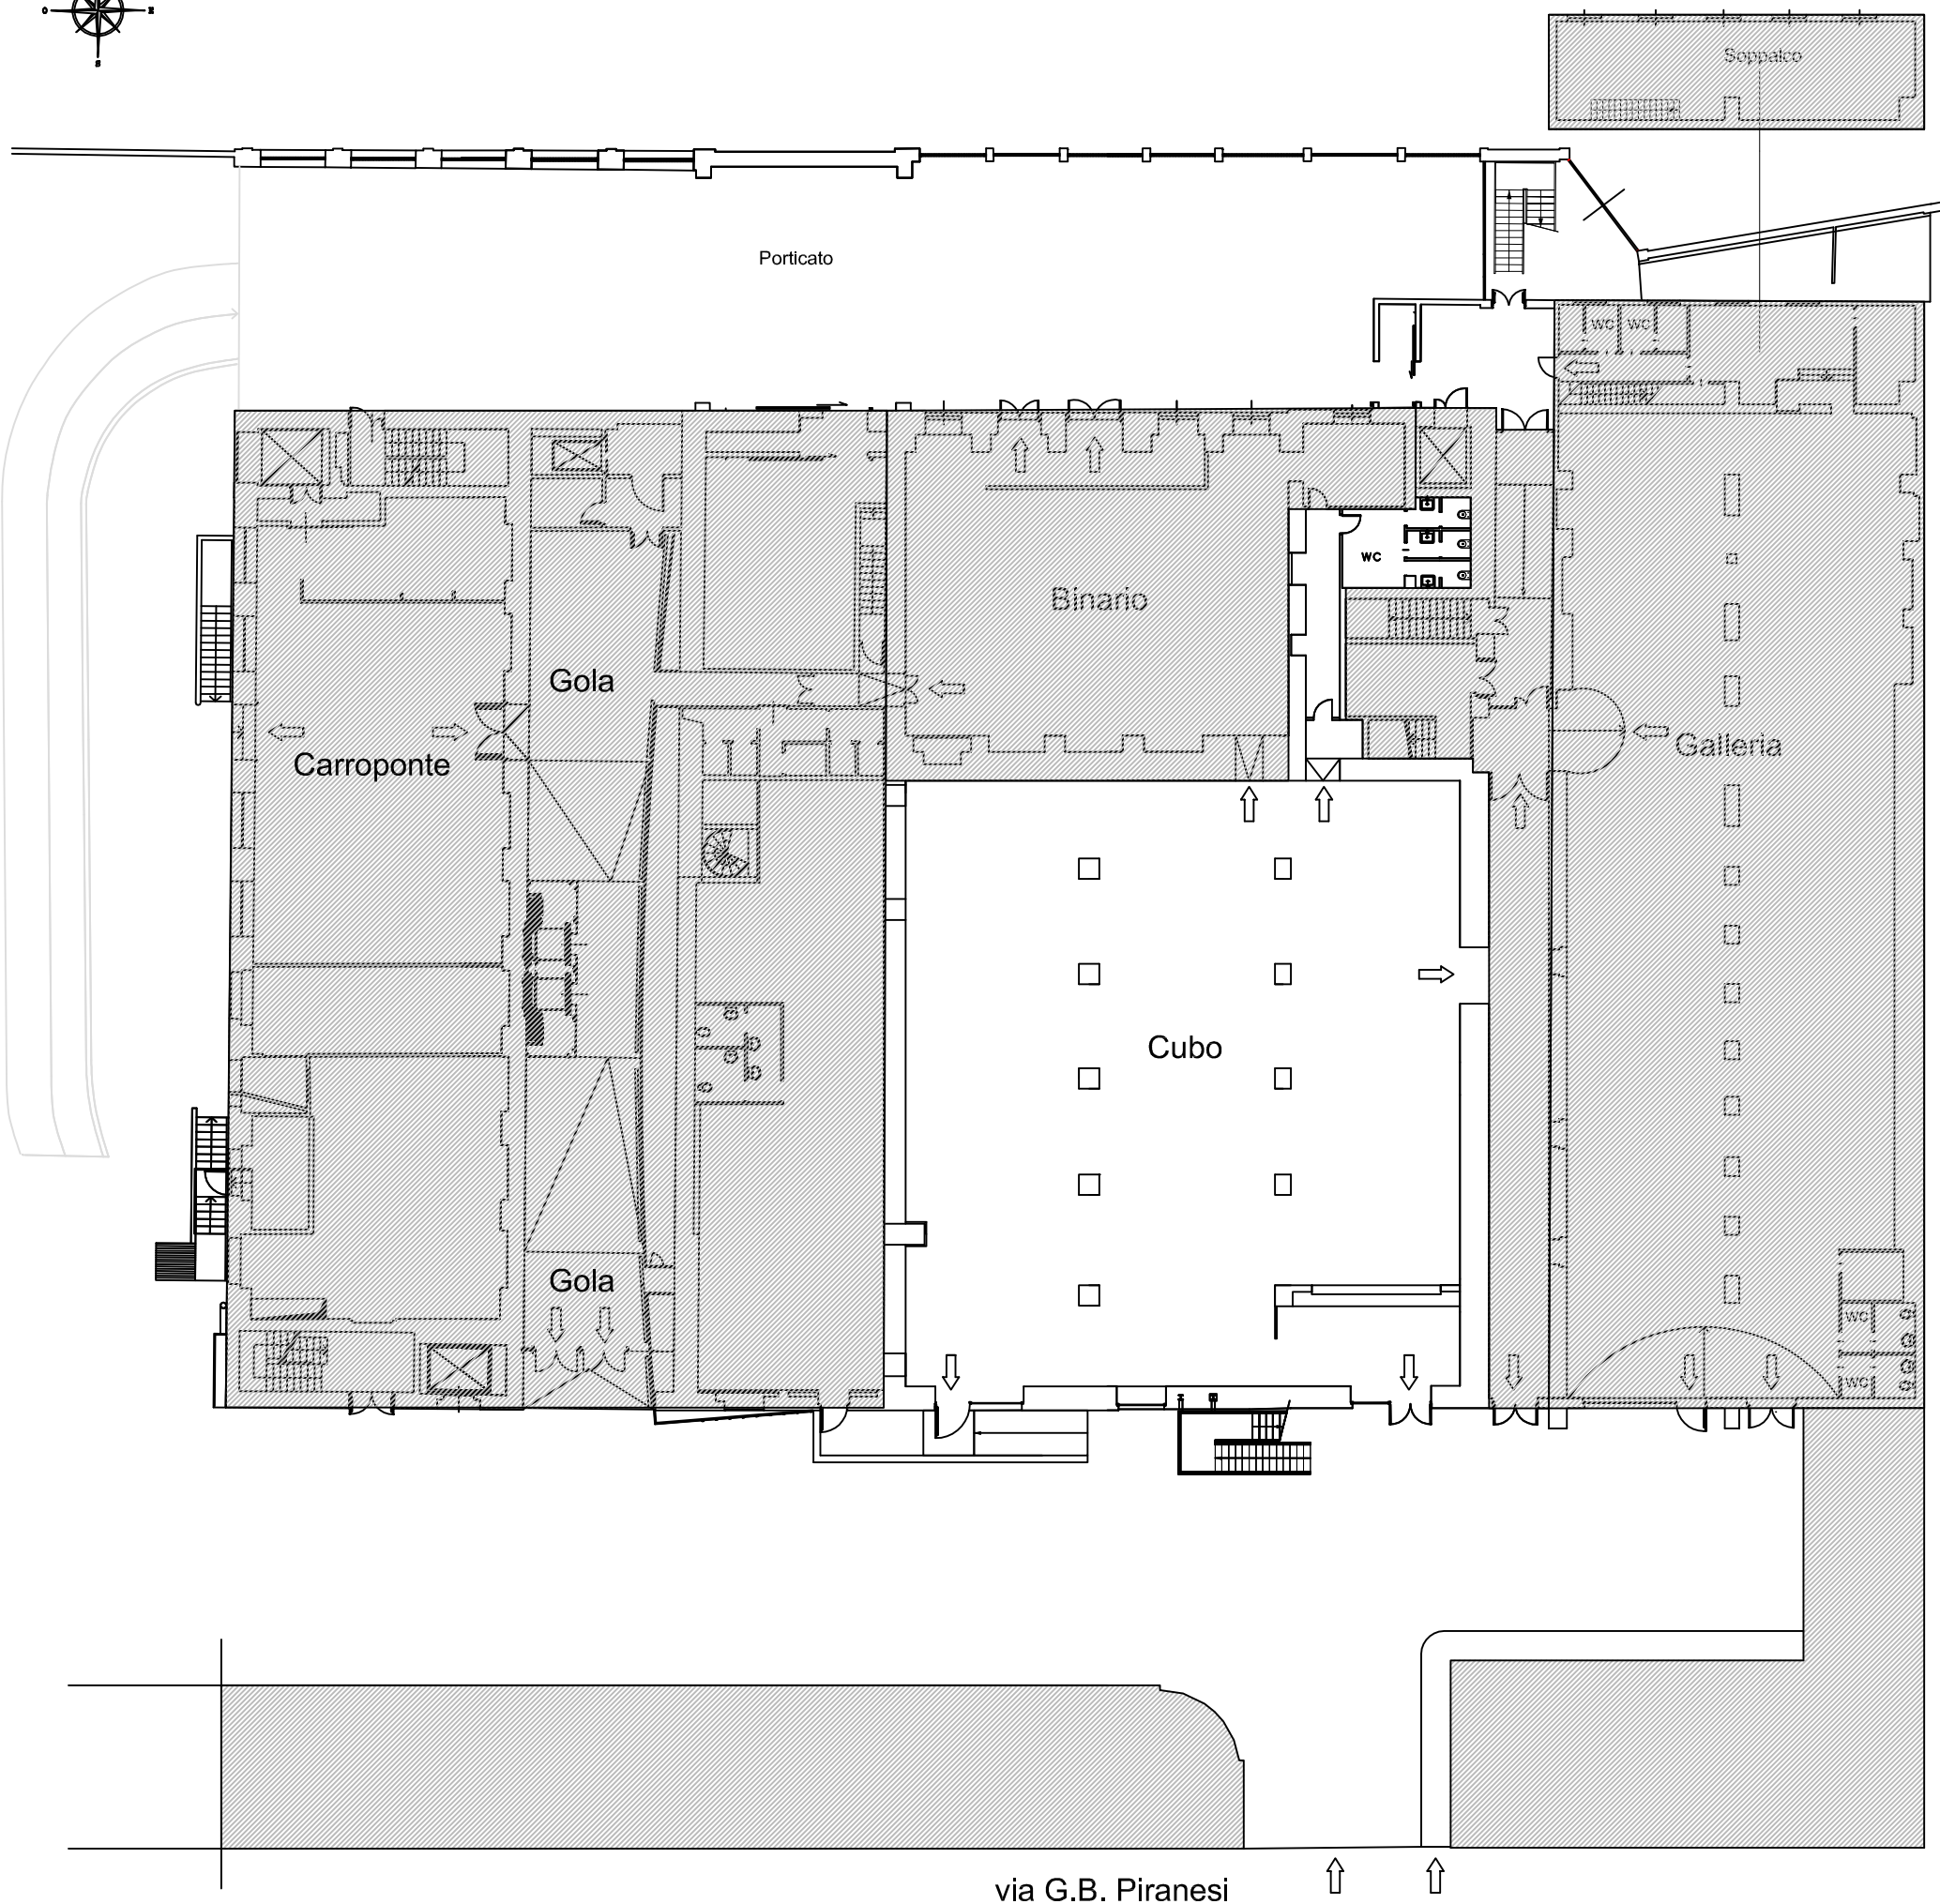 O
E
S
Soppalco
Porticato
WC WC
Binario
WC
Gola
Carroponte
Galleria
Cubo
Gola
WC
WC
via G.B. Piranesi